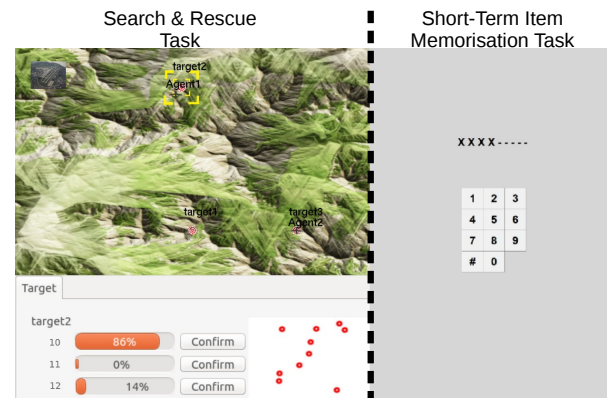 Search & Rescue
Task
Short-Term Item
Memorisation Task
target2
Agent1
target1
target3
Agent2
X X X X - - - - -
1 2 3
4 5 6
7 8 9
# 0
Target
target2
10 86% Confirm
11 0% Confirm
12 14% Confirm